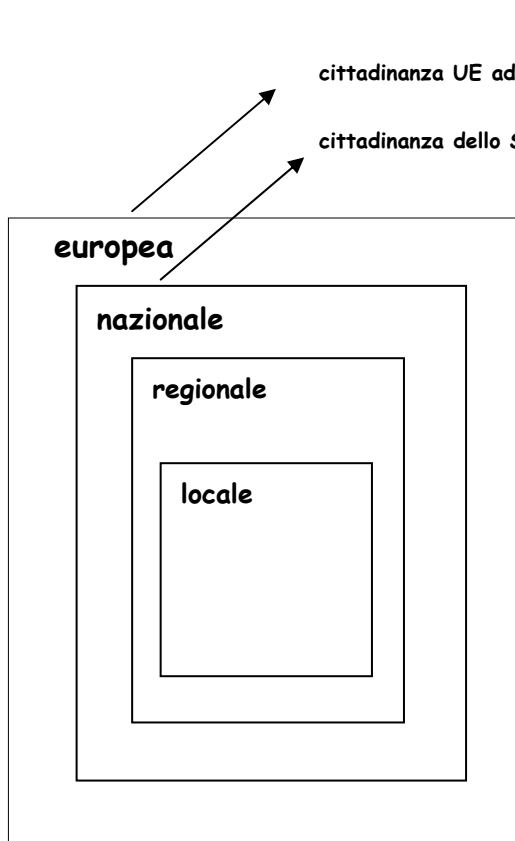 cittadinanza UE ad
cittadinanza dello
europea
nazionale
regionale
locale